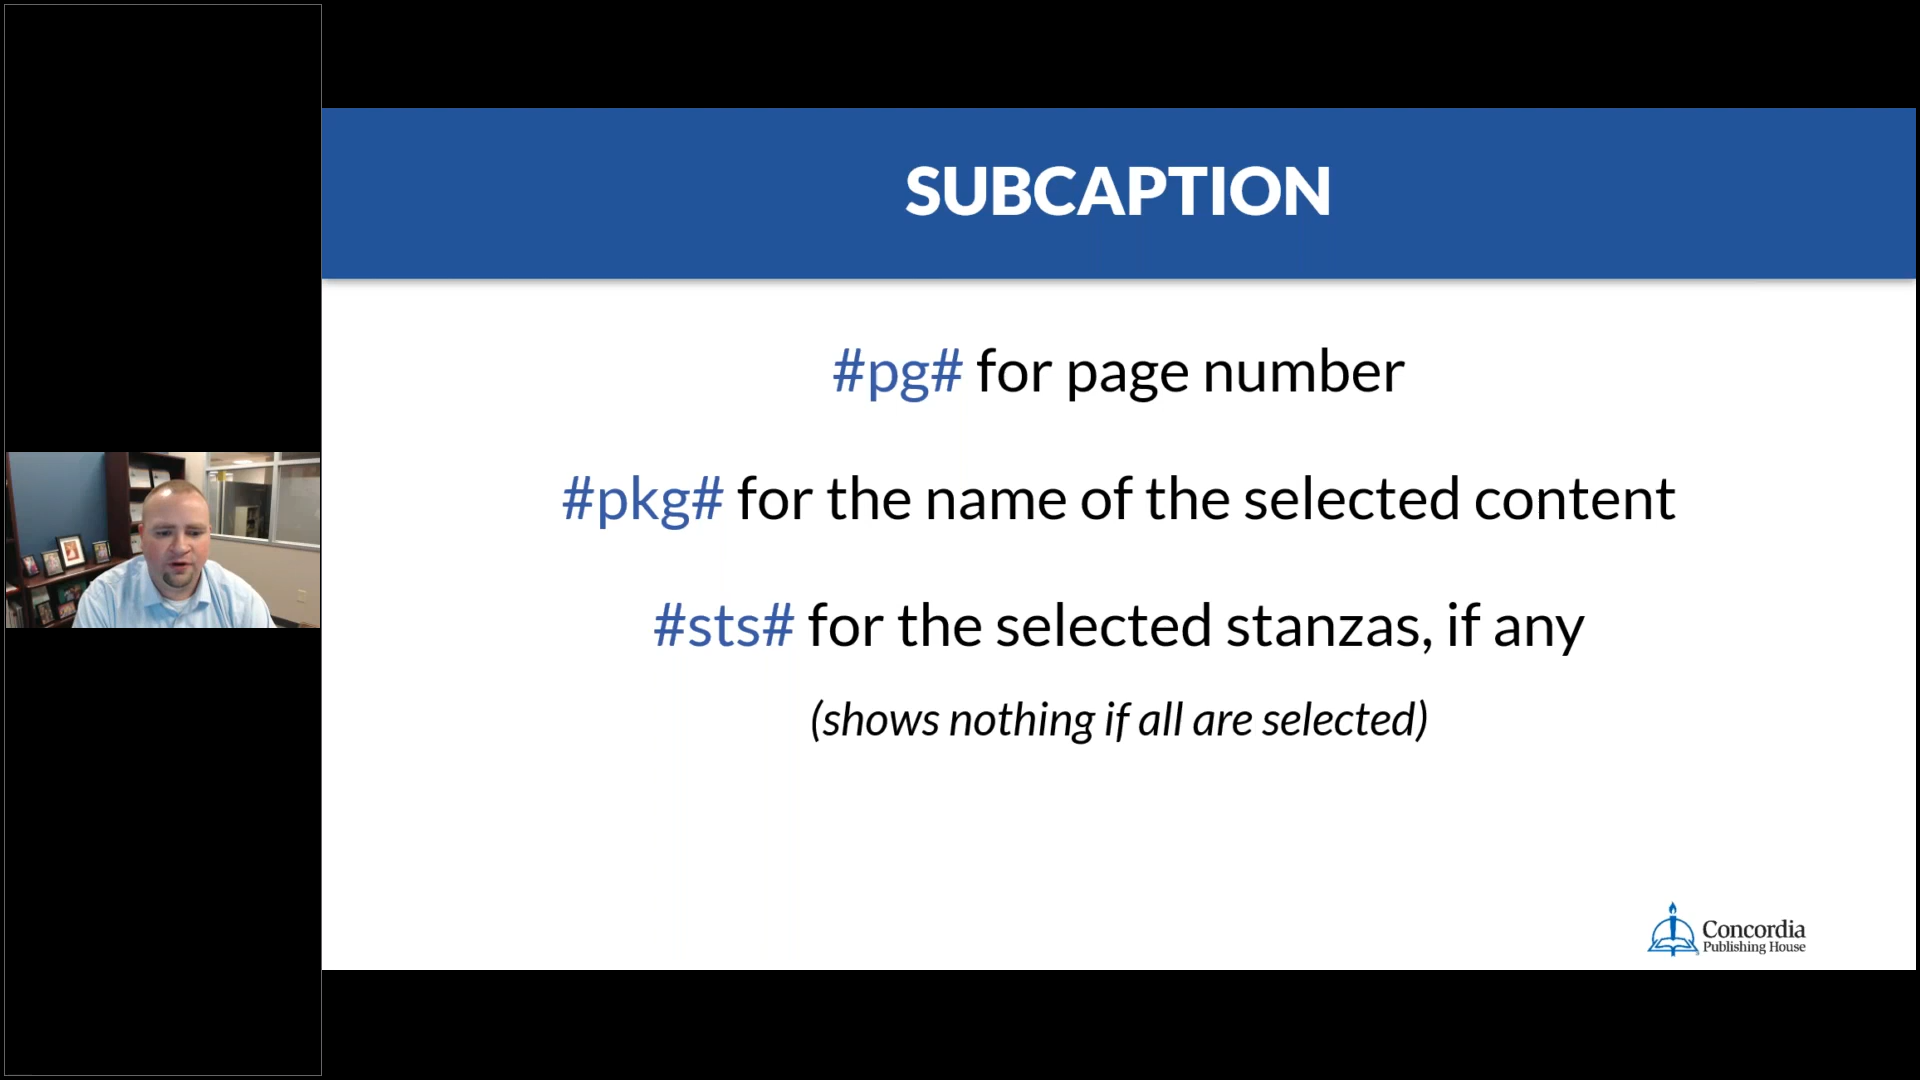 SUBCAPTION
#pg# for page number
#pkg# for the name of the selected content
#sts# for the selected stanzas, if any
(shows nothing if all are selected)
Concordia
Publishing House